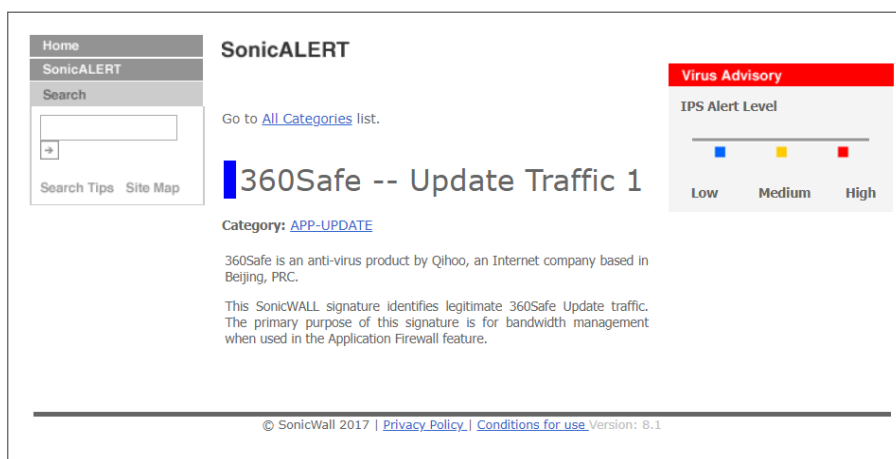 Home
SonicALERT
Search
Search Tips Site Map
SonicALERT
Go to All Categories list.
360Safe -- Update Traffic 1
Category: APP-UPDATE
360Safe is an anti-virus product by Qihoo, an Internet company based in
Beijing, PRC.
This SonicWALL signature identifies legitimate 360Safe Update traffic.
The primary purpose of this signature is for bandwidth management
when used in the Application Firewall feature.
Virus Advisory
IPS Alert Level
Low Medium High
© SonicWall 2017 | Privacy Policy | Conditions for use Version: 8.1